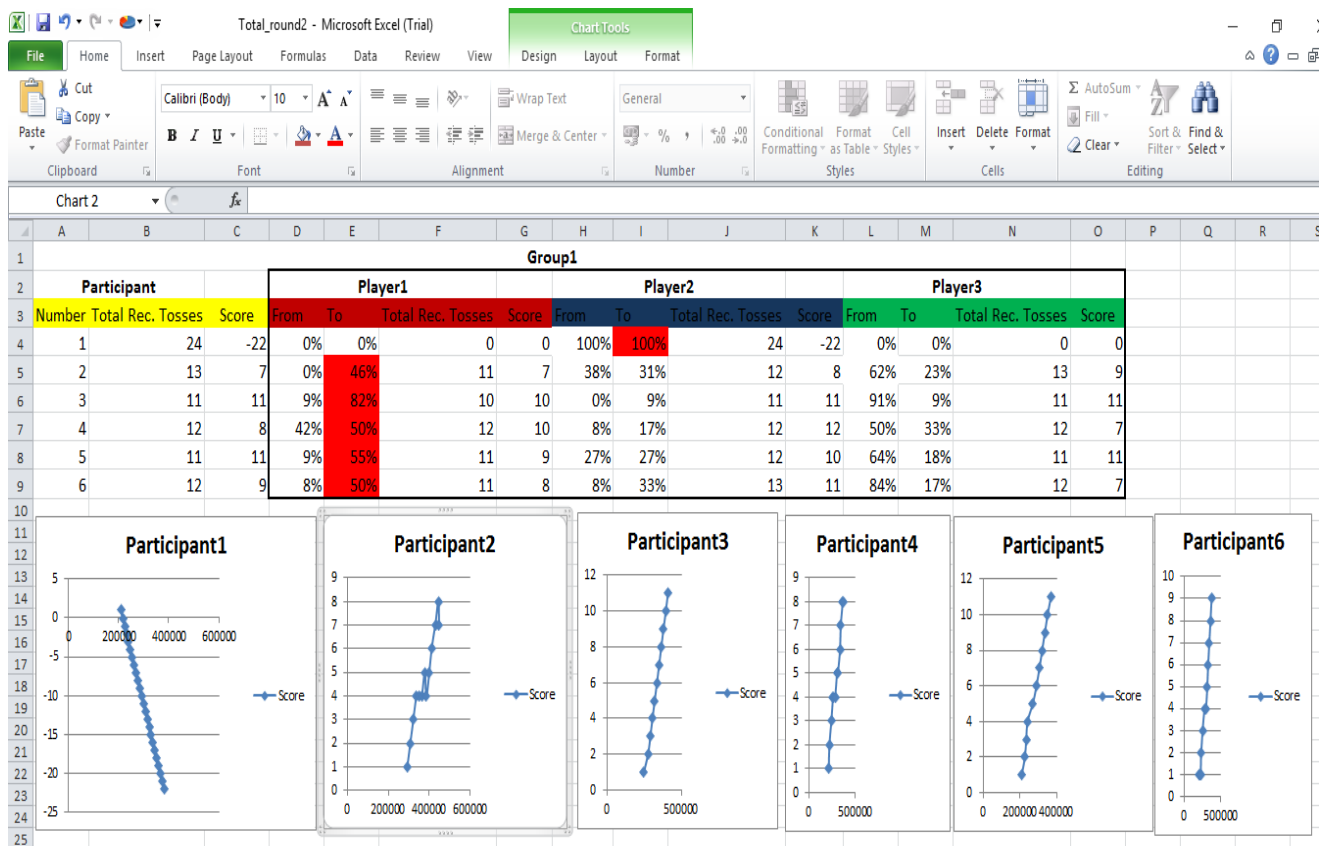 Total_round2 - Microsoft Excel (Trial) Chart Tools
File Home Insert Page Layout Formulas Data Review View Design Layout Format
Cut
Copy
Format Painter
Paste
Calibri (Body) 10
B I U
Wrap Text
Merge & Center
General
Conditional Formatting
Format as Table
Cell Styles
Insert Delete Format
AutoSum
Fill
Clear
Sort & Filter
Find & Select
Clipboard Font Alignment Number Styles Cells Editing
Chart 2 fx
A B C D E F G H I J K L M N O P Q R S
1 Group1
2 Participant Player1 Player2 Player3
3 Number Total Rec. Tosses Score From To Total Rec. Tosses Score From To Total Rec. Tosses Score From To Total Rec. Tosses Score
4 1 24 -22 0% 0% 0 0 100% 100% 24 -22 0% 0% 0 0
5 2 13 7 0% 46% 11 7 38% 31% 12 8 62% 23% 13 9
6 3 11 11 9% 82% 10 10 0% 9% 11 11 91% 9% 11 11
7 4 12 8 42% 50% 12 10 8% 17% 12 12 50% 33% 12 7
8 5 11 11 9% 55% 11 9 27% 27% 12 10 64% 18% 11 11
9 6 12 9 8% 50% 11 8 8% 33% 13 11 84% 17% 12 7
10
11
12
13
14
15
16
17
18
19
20
21
22
23
24
25
Participant1
5
0
-5
-10
-15
-20
-25
0 200000 400000 600000
Score
Participant2
9
8
7
6
5
4
3
2
1
0
0 200000 400000 600000
Score
Participant3
12
10
8
6
4
2
0
0 500000
Score
Participant4
9
8
7
6
5
4
3
2
1
0
0 500000
Score
Participant5
12
10
8
6
4
2
0
0 200000 400000
Score
Participant6
10
9
8
7
6
5
4
3
2
1
0
0 500000
Score